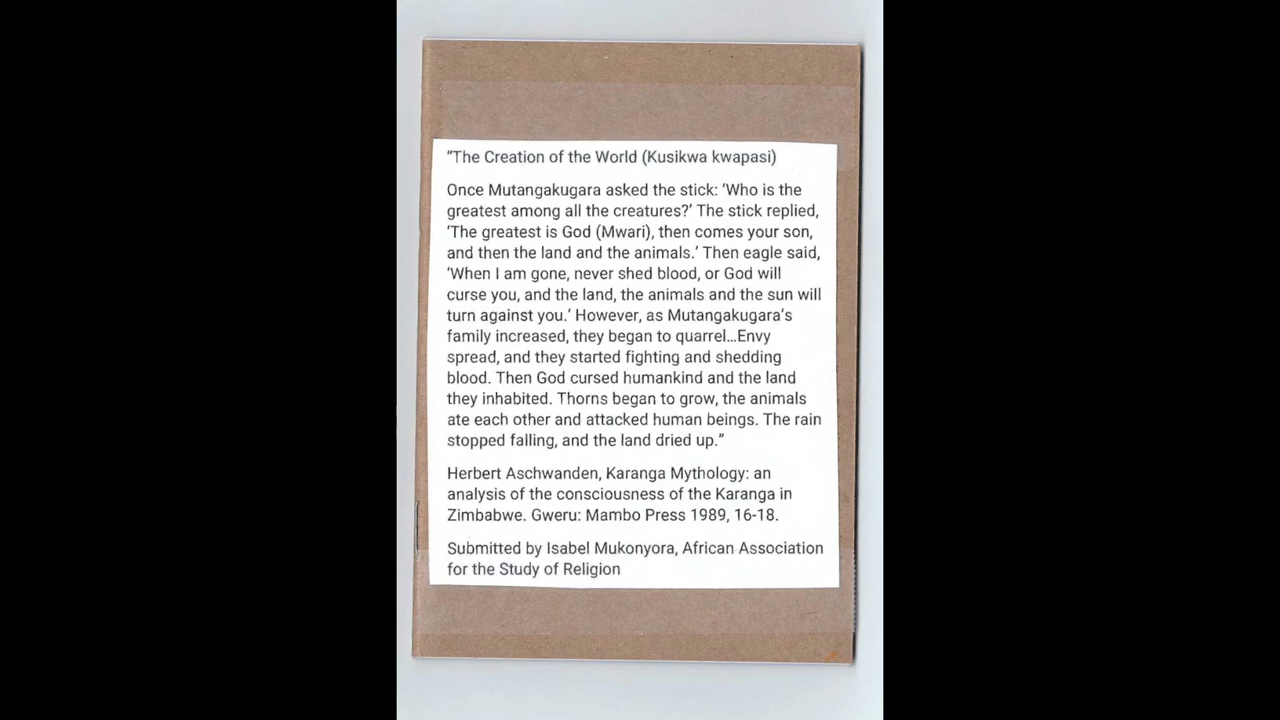 "The Creation of the World (Kusikwa kwapasi)
Once Mutangakugara asked the stick: 'Who is the
greatest among all the creatures?' The stick replied,
'The greatest is God (Mwari), then comes your son,
and then the land and the animals.' Then eagle said,
'When I am gone, never shed blood, or God will
curse you, and the land, the animals and the sun will
turn against you.' However, as Mutangakugara's
family increased, they began to quarrel…Envy
spread, and they started fighting and shedding
blood. Then God cursed humankind and the land
they inhabited. Thorns began to grow, the animals
ate each other and attacked human beings. The rain
stopped falling, and the land dried up."
Herbert Aschwanden, Karanga Mythology: an
analysis of the consciousness of the Karanga in
Zimbabwe. Gweru: Mambo Press 1989, 16-18.
Submitted by Isabel Mukonyora, African Association
for the Study of Religion